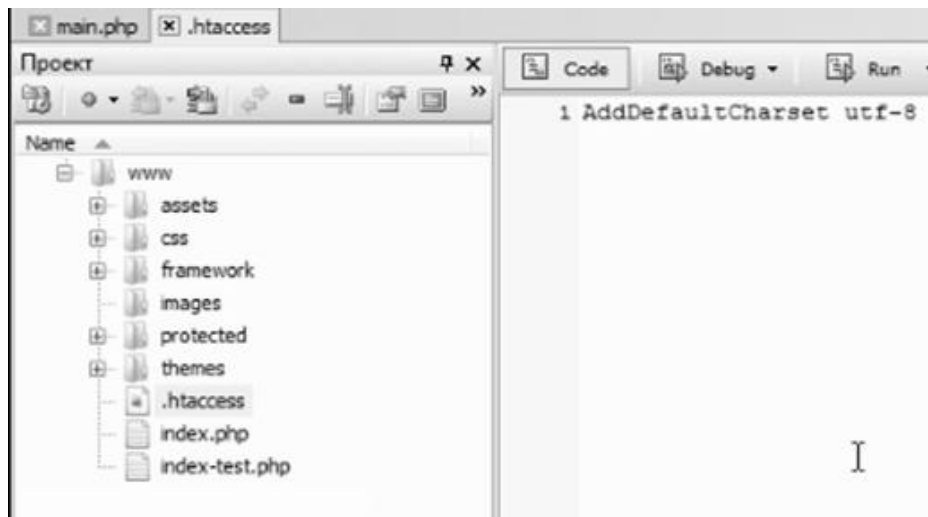 main.php .htaccess
Проект
Code Debug Run
1 AddDefaultCharset utf-8
Name
www
assets
css
framework
images
protected
themes
.htaccess
index.php
index-test.php